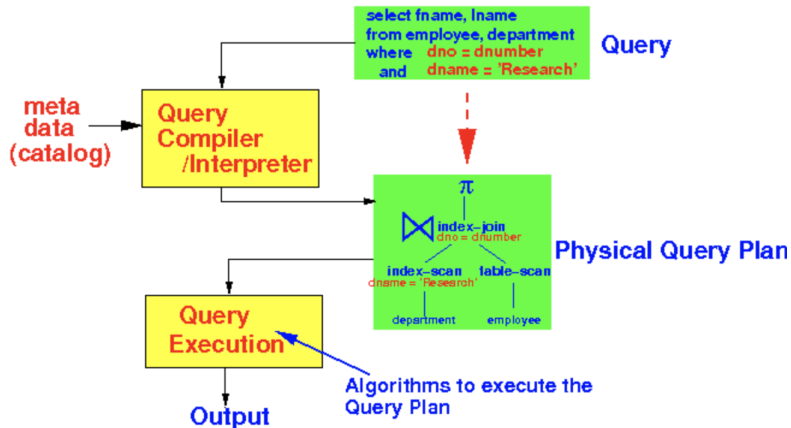 select fname, lname
from employee, department
where dno = dnumber
and dname = 'Research'
Query
meta
data
(catalog)
Query
Compiler
/Interpreter
π
index-join
dno = dnumber
index-scan
dname = 'Research'
table-scan
department
employee
Physical Query Plan
Query
Execution
Algorithms to execute the
Query Plan
Output